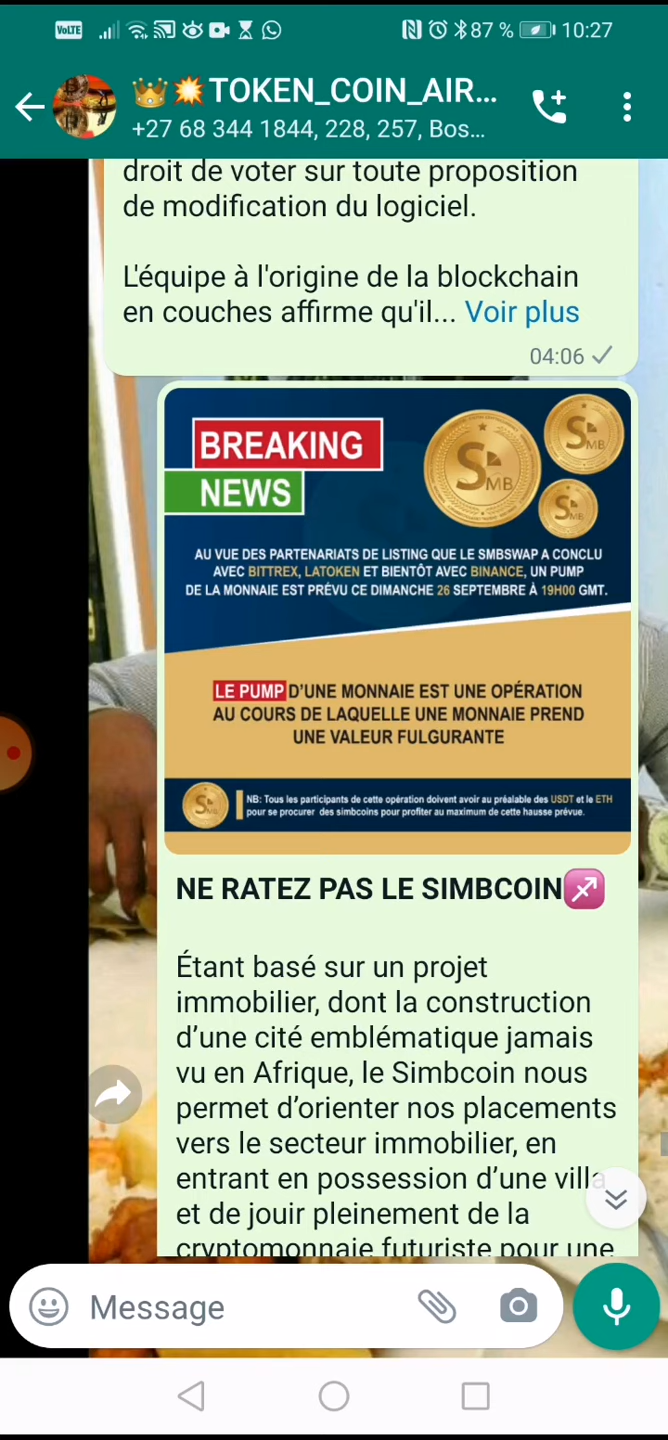 VoLTE 87 % 10:27
👑💥TOKEN_COIN_AIR...
+27 68 344 1844, 228, 257, Bos...
droit de voter sur toute proposition
de modification du logiciel.
L'équipe à l'origine de la blockchain
en couches affirme qu'il... Voir plus
04:06
BREAKING
NEWS
SMB
SMB
SMB
AU VUE DES PARTENARIATS DE LISTING QUE LE SMBSWAP A CONCLU
AVEC BITTREX, LATOKEN ET BIENTÔT AVEC BINANCE, UN PUMP
DE LA MONNAIE EST PRÉVU CE DIMANCHE 26 SEPTEMBRE À 19H00 GMT.
LE PUMP D'UNE MONNAIE EST UNE OPÉRATION
AU COURS DE LAQUELLE UNE MONNAIE PREND
UNE VALEUR FULGURANTE
NB: Tous les participants de cette opération doivent avoir au préalable des USDT et le ETH
pour se procurer des simbcoins pour profiter au maximum de cette hausse prévue.
NE RATEZ PAS LE SIMBCOIN♐
Étant basé sur un projet
immobilier, dont la construction
d'une cité emblématique jamais
vu en Afrique, le Simbcoin nous
permet d'orienter nos placements
vers le secteur immobilier, en
entrant en possession d'une villa
et de jouir pleinement de la
cryptomonnaie futuriste pour une
Message